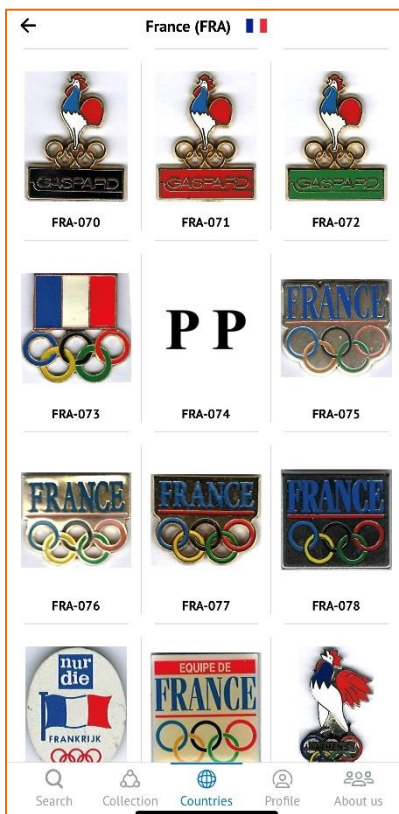 France (FRA)
GASPARD GASPARD GASPARD
FRA-070 FRA-071 FRA-072
P P
FRANCE
FRA-073 FRA-074 FRA-075
FRANCE FRANCE FRANCE
FRA-076 FRA-077 FRA-078
nur
die
FRANKRIJK
EQUIPE DE
FRANCE
ATHENS
Search Collection Countries Profile About us